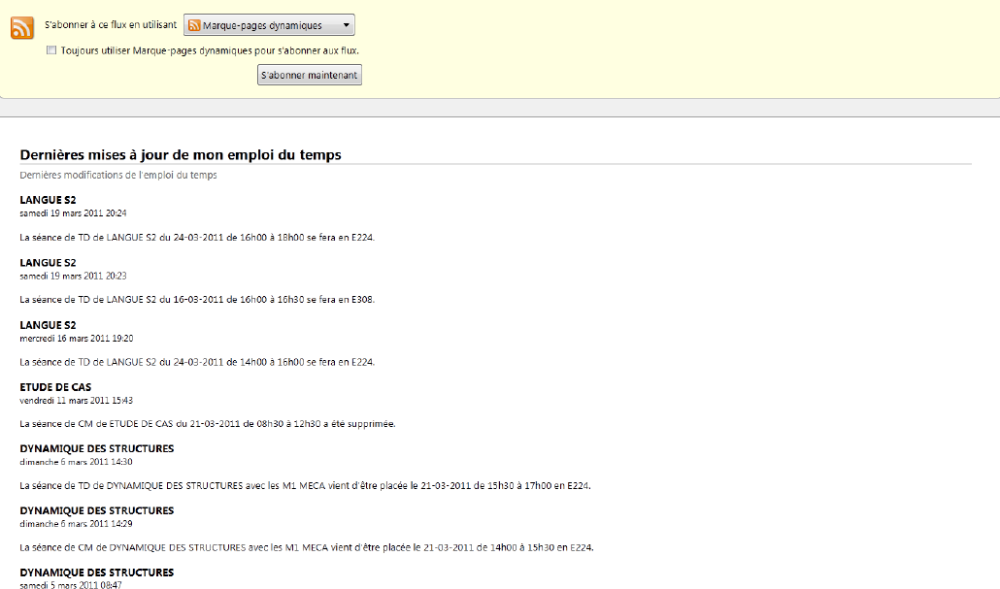 S'abonner à ce flux en utilisant Marque-pages dynamiques
Toujours utiliser Marque-pages dynamiques pour s'abonner aux flux.
S'abonner maintenant
Dernières mises à jour de mon emploi du temps
Dernières modifications de l'emploi du temps
LANGUE S2
samedi 19 mars 2011 20:24
La séance de TD de LANGUE S2 du 24-03-2011 de 16h00 à 18h00 se fera en E224.
LANGUE S2
samedi 19 mars 2011 20:23
La séance de TD de LANGUE S2 du 16-03-2011 de 16h00 à 16h30 se fera en E308.
LANGUE S2
mercredi 16 mars 2011 19:20
La séance de TD de LANGUE S2 du 24-03-2011 de 14h00 à 16h00 se fera en E224.
ETUDE DE CAS
vendredi 11 mars 2011 15:43
La séance de CM de ETUDE DE CAS du 21-03-2011 de 08h30 à 12h30 a été supprimée.
DYNAMIQUE DES STRUCTURES
dimanche 6 mars 2011 14:30
La séance de TD de DYNAMIQUE DES STRUCTURES avec les M1 MECA vient d'être placée le 21-03-2011 de 15h30 à 17h00 en E224.
DYNAMIQUE DES STRUCTURES
dimanche 6 mars 2011 14:29
La séance de CM de DYNAMIQUE DES STRUCTURES avec les M1 MECA vient d'être placée le 21-03-2011 de 14h00 à 15h30 en E224.
DYNAMIQUE DES STRUCTURES
samedi 5 mars 2011 08:47